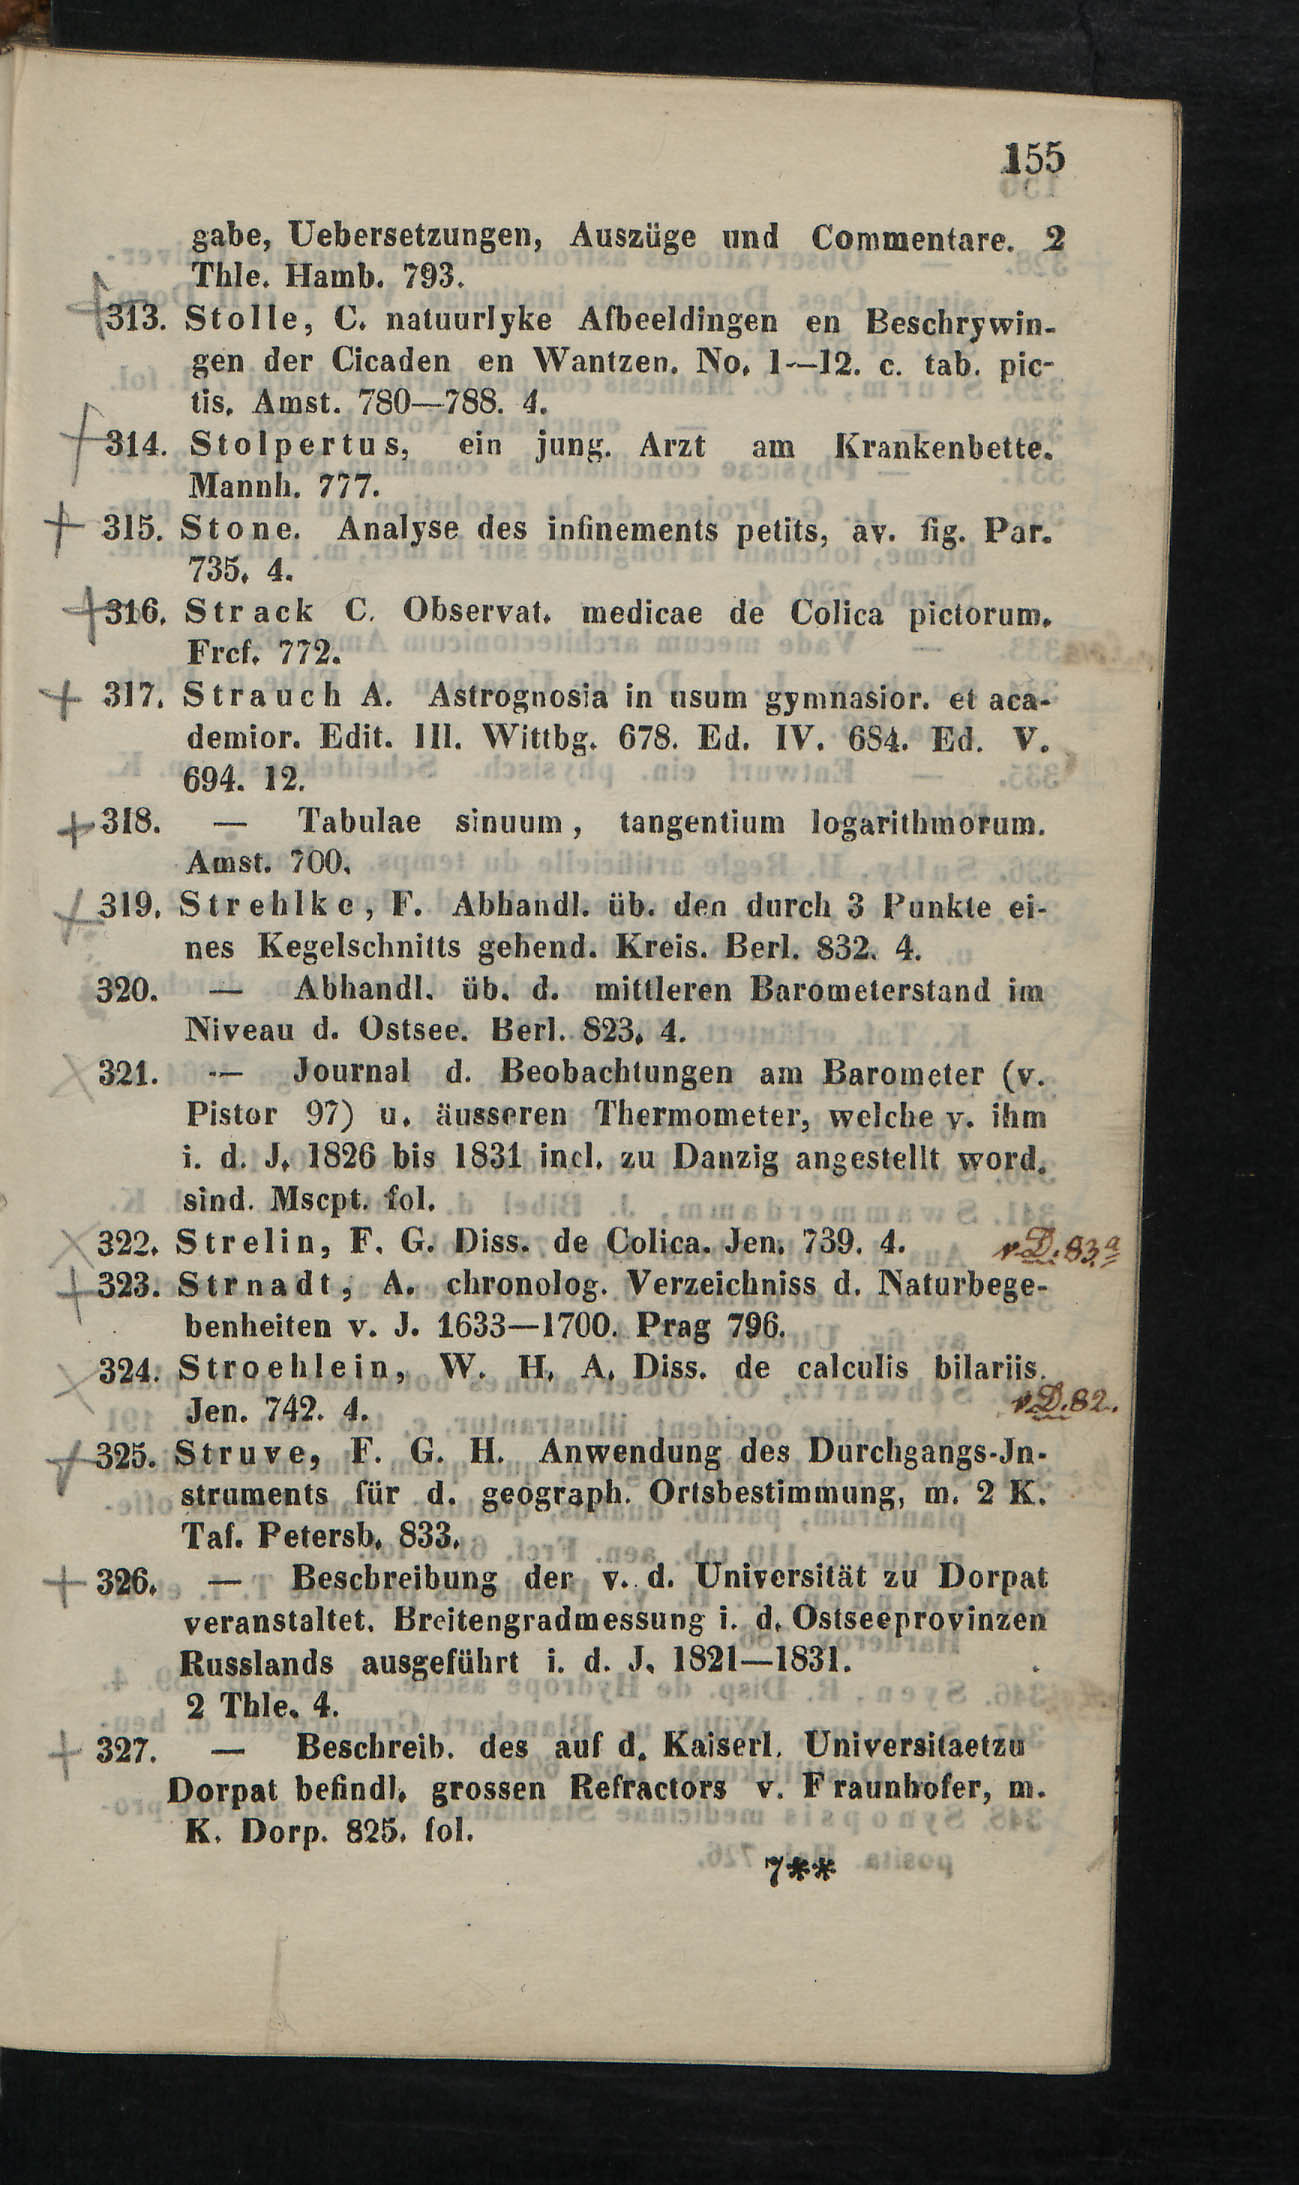 155
gabe, Uebersetzungen, Auszüge und Commentare. 2
Thle. Hamb. 793.
313. Stolle, C. natuurlyke Afbeeldingen en Beschrywin-
gen der Cicaden en Wantzen. No. 1—12. c. tab. pic-
tis. Amst. 780—788. 4.
314. Stolpertus, ein jung. Arzt am Krankenbette.
Mannh. 777.
315. Stone. Analyse des infinements petits, av. fig. Par.
735. 4.
316. Strack C. Observat. medicae de Colica pictorum.
Frcf. 772.
317. Strauch A. Astrognosia in usum gymnasior. et aca-
demior. Edit. III. Wittbg. 678. Ed. IV. 684. Ed. V.
694. 12.
318. — Tabulae sinuum, tangentium logarithmorum.
Amst. 700.
319. Strehlke, F. Abhandl. üb. den durch 3 Punkte ei-
nes Kegelschnitts gehend. Kreis. Berl. 832. 4.
320. — Abhandl. üb. d. mittleren Barometerstand im
Niveau d. Ostsee. Berl. 823. 4.
321. — Journal d. Beobachtungen am Barometer (v.
Pistor 97) u. äusseren Thermometer, welche v. ihm
i. d. J. 1826 bis 1831 incl. zu Danzig angestellt word.
sind. Mscpt. fol.
322. Strelin, F. G. Diss. de Colica. Jen. 739. 4. v. D. 83a
323. Strnadt, A. chronolog. Verzeichniss d. Naturbege-
benheiten v. J. 1633—1700. Prag 796.
324. Stroehlein, W. H. A. Diss. de calculis bilariis.
Jen. 742. 4. v. D. 82.
325. Struve, F. G. H. Anwendung des Durchgangs-Jn-
struments für d. geograph. Ortsbestimmung, m. 2 K.
Taf. Petersb. 833.
326. — Bescbreibung der v. d. Universität zu Dorpat
veranstaltet. Breitengradmessung i. d. Ostseeprovinzen
Russlands ausgeführt i. d. J. 1821—1831.
2 Thle. 4.
327. — Beschreib. des auf d. Kaiserl. Universitaetzu
Dorpat befindl. grossen Refractors v. Fraunhofer, m.
K. Dorp. 825. fol.
7**